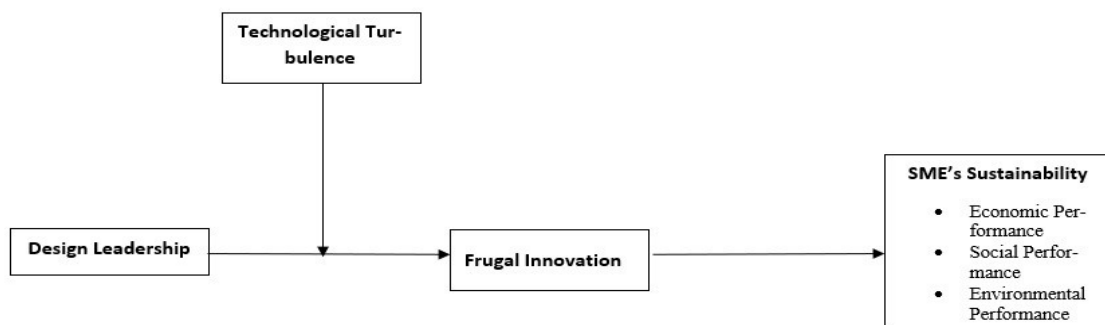 Technological Tur-
bulence
SME's Sustainability
• Economic Per-
formance
• Social Perfor-
mance
• Environmental
Performance
Design Leadership
Frugal Innovation